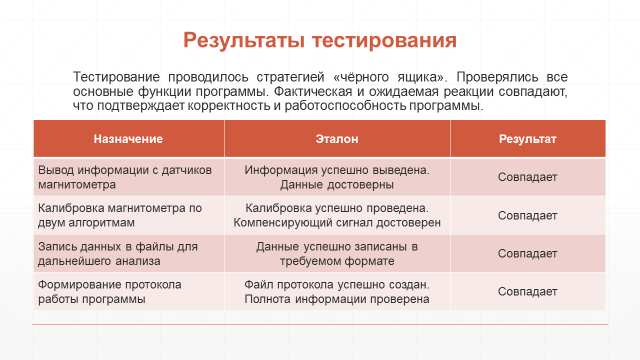 Результаты тестирования
Тестирование проводилось стратегией «чёрного ящика». Проверялись все
основные функции программы. Фактическая и ожидаемая реакции совпадают,
что подтверждает корректность и работоспособность программы.
Назначение Эталон Результат
Вывод информации с датчиков
магнитометра
Информация успешно выведена.
Данные достоверны
Совпадает
Калибровка магнитометра по
двум алгоритмам
Калибровка успешно проведена.
Компенсирующий сигнал достоверен
Совпадает
Запись данных в файлы для
дальнейшего анализа
Данные успешно записаны в
требуемом формате
Совпадает
Формирование протокола
работы программы
Файл протокола успешно создан.
Полнота информации проверена
Совпадает